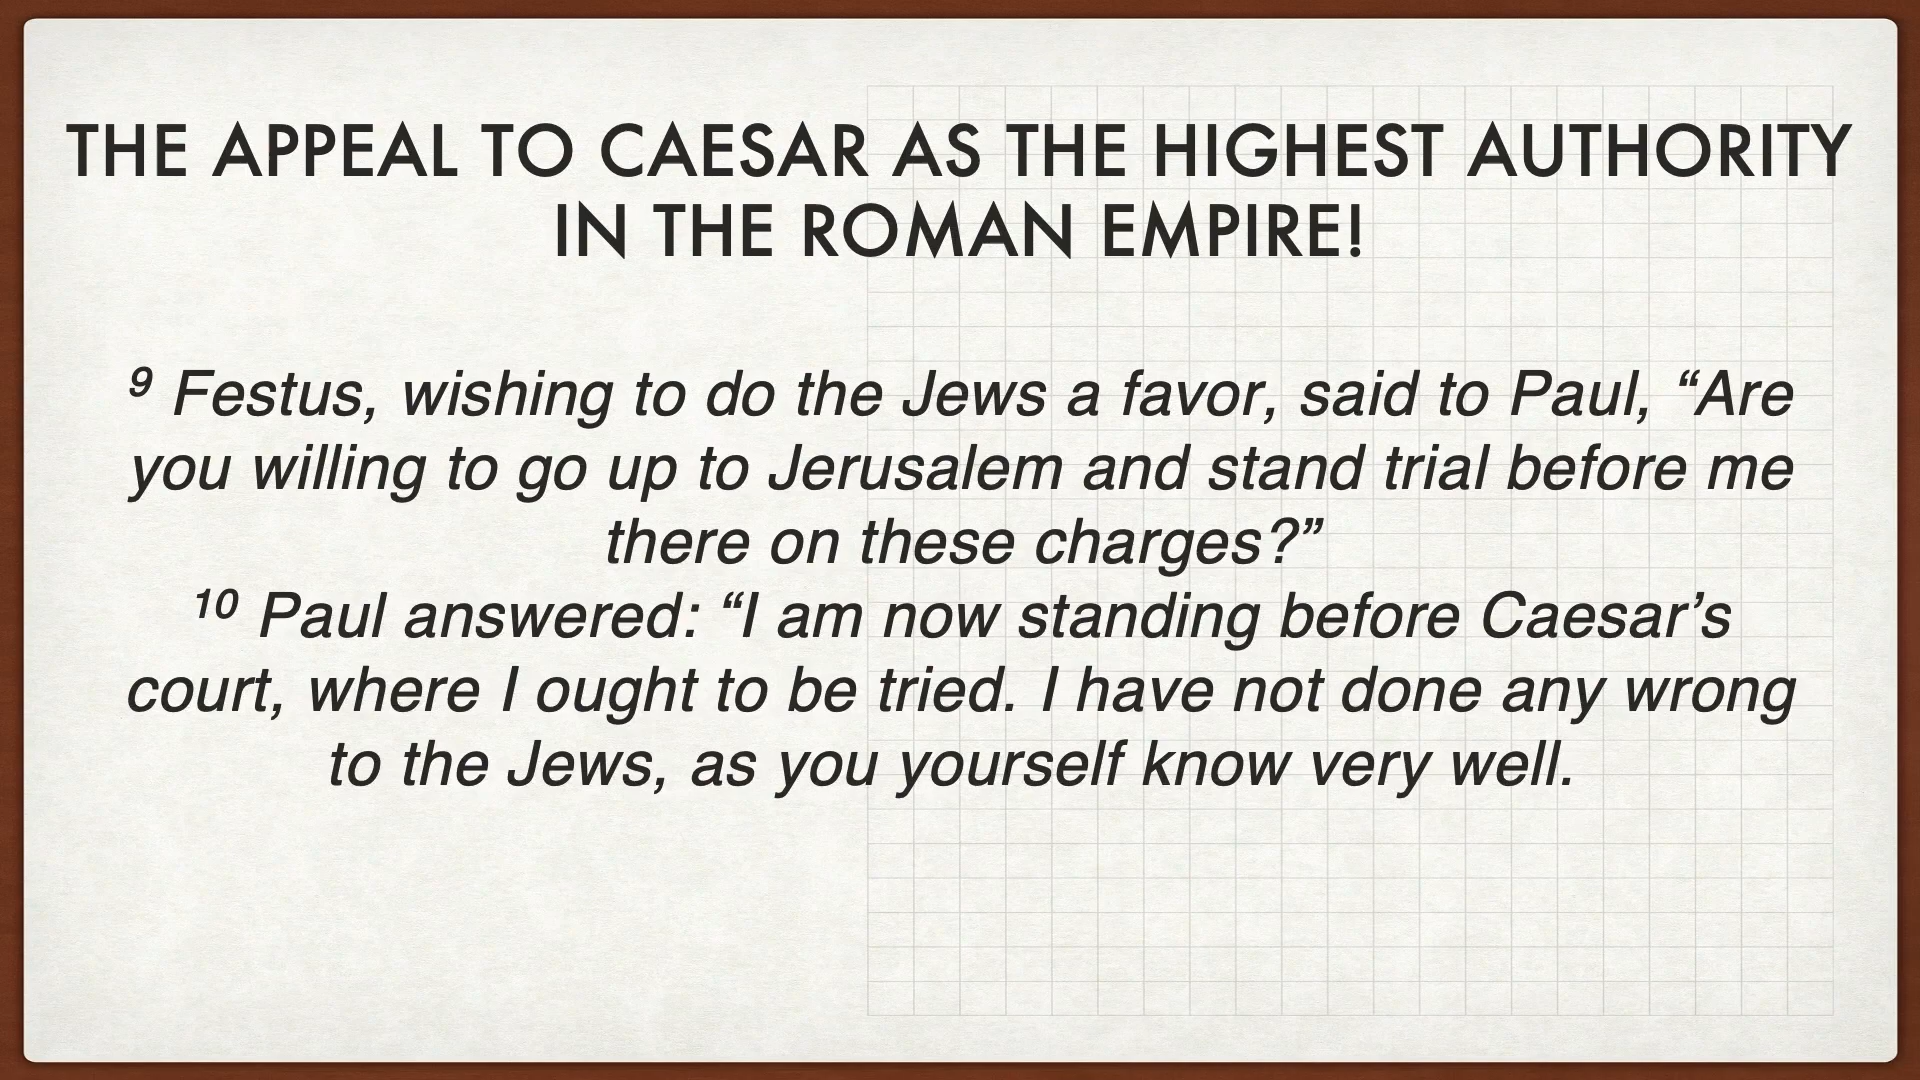 THE APPEAL TO CAESAR AS THE HIGHEST AUTHORITY
IN THE ROMAN EMPIRE!
⁹ Festus, wishing to do the Jews a favor, said to Paul, “Are
you willing to go up to Jerusalem and stand trial before me
there on these charges?”
¹⁰ Paul answered: “I am now standing before Caesar’s
court, where I ought to be tried. I have not done any wrong
to the Jews, as you yourself know very well.